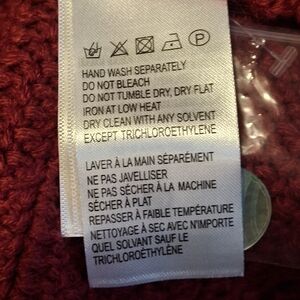 P
HAND WASH SEPARATELY
DO NOT BLEACH
DO NOT TUMBLE DRY, DRY FLAT
IRON AT LOW HEAT
DRY CLEAN WITH ANY SOLVENT
EXCEPT TRICHLOROETHYLENE
LAVER À LA MAIN SÉPARÉMENT
NE PAS JAVELLISER
NE PAS SÉCHER À LA MACHINE
SÉCHER À PLAT
REPASSER À FAIBLE TEMPÉRATURE
NETTOYAGE À SEC AVEC N'IMPORTE
QUEL SOLVANT SAUF LE
TRICHLOROÉTHYLÈNE